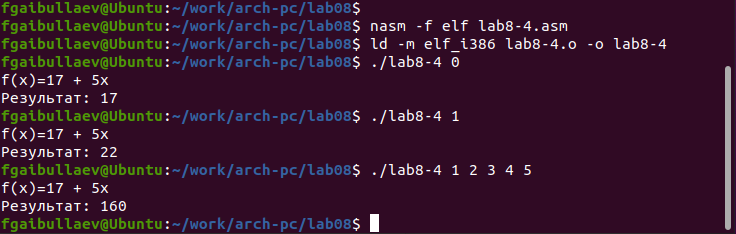 fgaibullaev@Ubuntu:~/work/arch-pc/lab08$
fgaibullaev@Ubuntu:~/work/arch-pc/lab08$ nasm -f elf lab8-4.asm
fgaibullaev@Ubuntu:~/work/arch-pc/lab08$ ld -m elf_i386 lab8-4.o -o lab8-4
fgaibullaev@Ubuntu:~/work/arch-pc/lab08$ ./lab8-4 0
f(x)=17 + 5x
Результат: 17
fgaibullaev@Ubuntu:~/work/arch-pc/lab08$ ./lab8-4 1
f(x)=17 + 5x
Результат: 22
fgaibullaev@Ubuntu:~/work/arch-pc/lab08$ ./lab8-4 1 2 3 4 5
f(x)=17 + 5x
Результат: 160
fgaibullaev@Ubuntu:~/work/arch-pc/lab08$